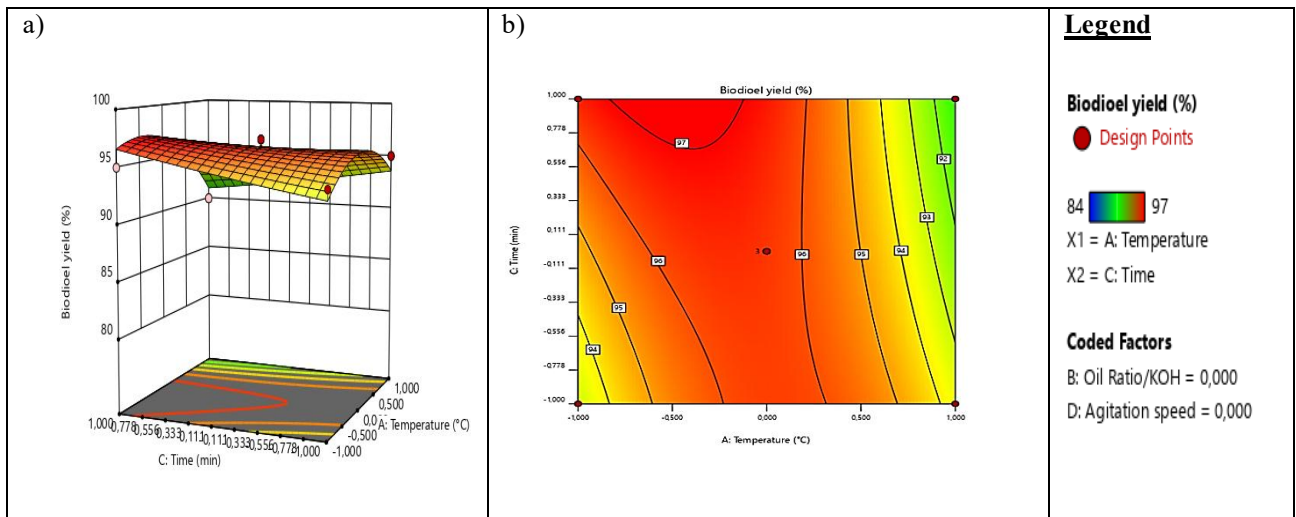 a)
100
95
90
85
80
Biodioel yield (%)
1,000
0,778
0,556
0,333
0,111
0,111
0,333
0,556
0,778
1,000
C: Time (min)
1,000
0,500
-0,500
-1,000
A: Temperature (°C)
b)
Biodioel yield (%)
1,000
0,778
0,556
0,333
0,111
-0,111
-0,333
-0,556
-0,778
-1,000
C: Time (min)
97
92
93
3
96
95
94
96
95
94
-1,000
-0,500
0,000
0,500
1,000
A: Temperature (°C)
Legend
Biodioel yield (%)
Design Points
84 97
X1 = A: Temperature
X2 = C: Time
Coded Factors
B: Oil Ratio/KOH = 0,000
D: Agitation speed = 0,000